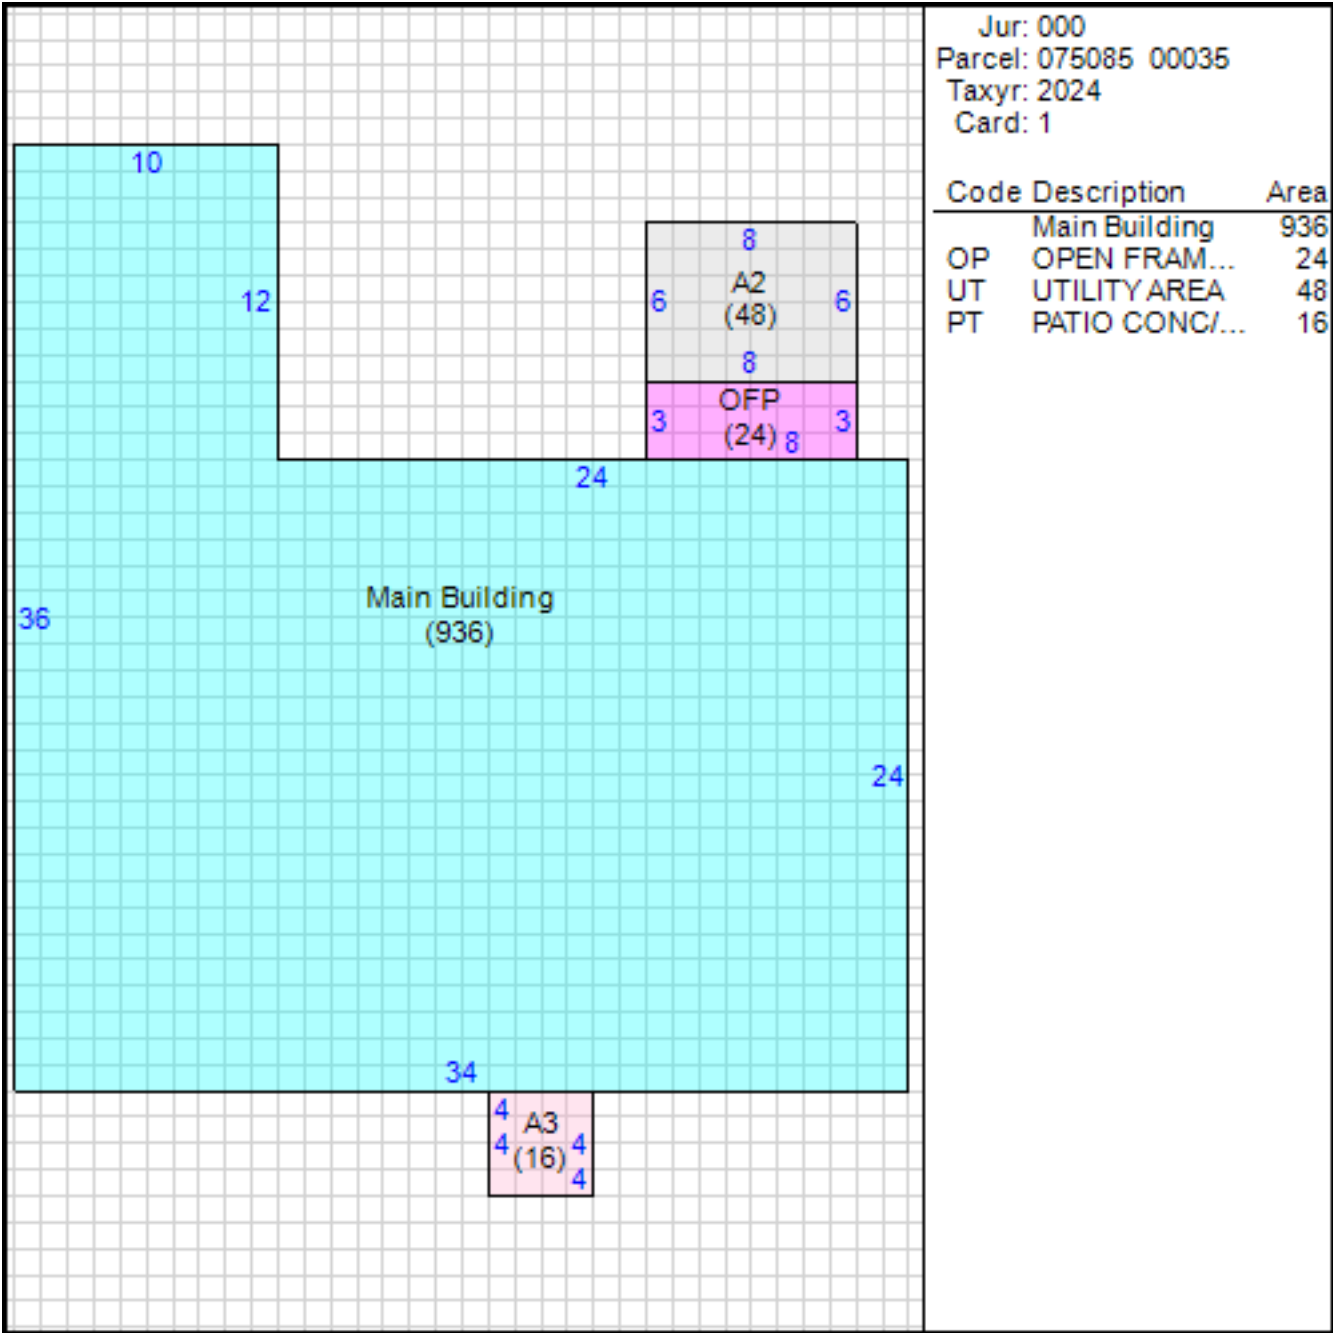 Jur: 000
Parcel: 075085 00035
Taxyr: 2024
Card: 1
Code Description Area
Main Building 936
OP OPEN FRAM... 24
UT UTILITY AREA 48
PT PATIO CONC/... 16
10
12
8
6 A2 6
(48)
8
OFP
3 (24) 8 3
24
Main Building
(936)
36
24
34
4 A3
4 (16) 4
4